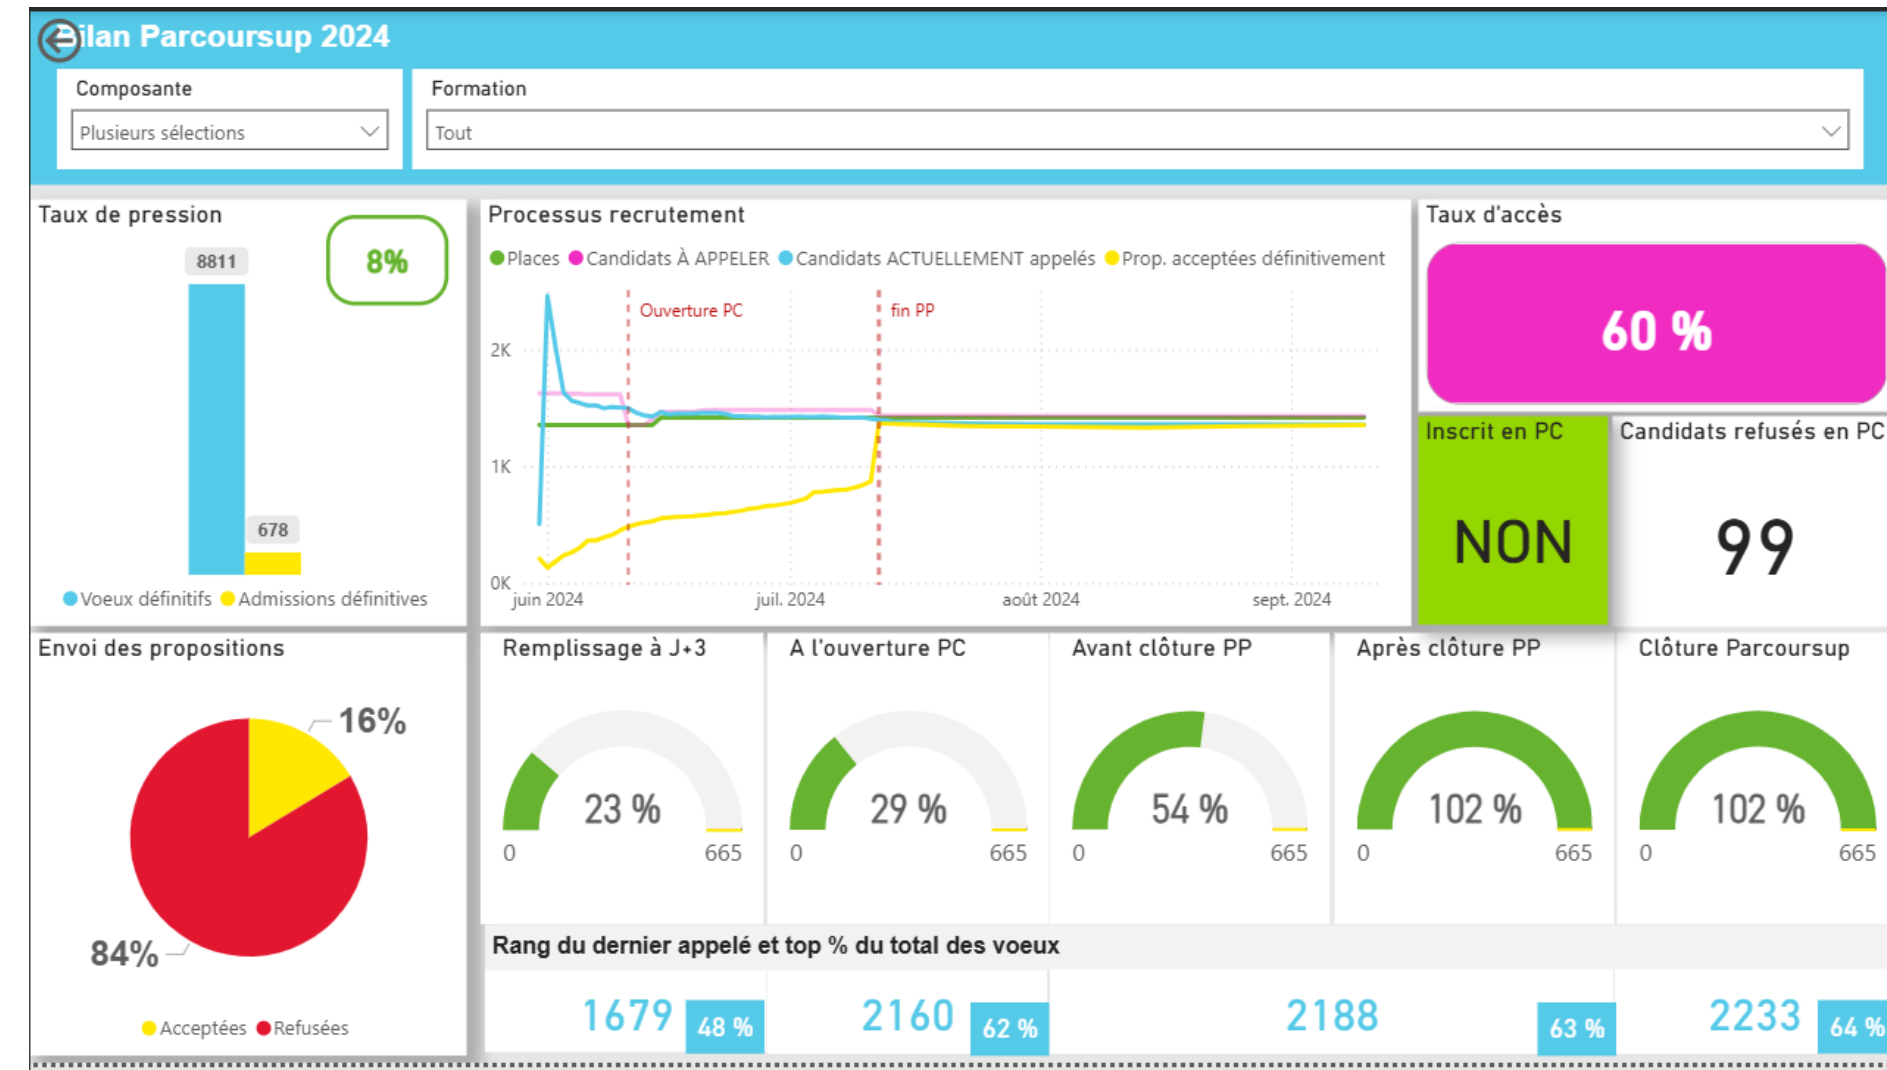 Bilan Parcoursup 2024
Composante
Plusieurs sélections
Formation
Tout
Taux de pression
8%
8811
678
Voeux définitifs Admissions définitives
Processus recrutement
Places Candidats À APPELER Candidats ACTUELLEMENT appelés Prop. acceptées définitivement
Ouverture PC
fin PP
2K
1K
0K
juin 2024 juil. 2024 août 2024 sept. 2024
Taux d'accès
60 %
Inscrit en PC
NON
Candidats refusés en PC
99
Envoi des propositions
16%
84%
Acceptées Refusées
Remplissage à J+3
23 %
0 665
A l'ouverture PC
29 %
0 665
Avant clôture PP
54 %
0 665
Après clôture PP
102 %
0 665
Clôture Parcoursup
102 %
0 665
Rang du dernier appelé et top % du total des voeux
1679 48 %
2160 62 %
2188 63 %
2233 64 %